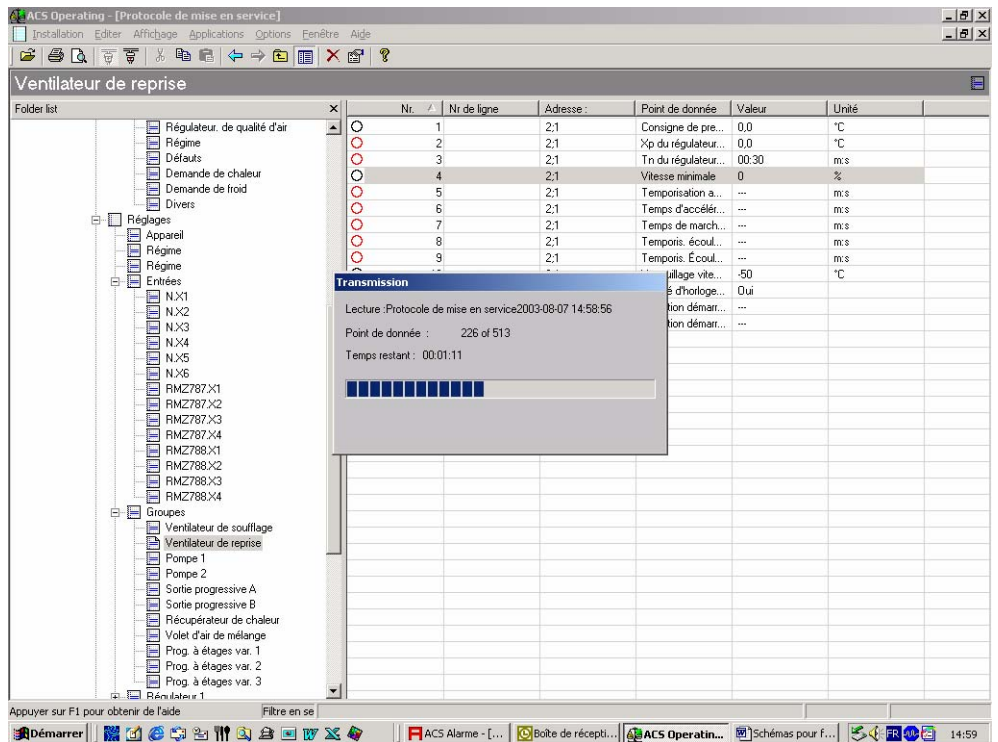 ACS Operating - [Protocole de mise en service]
Installation Editer Affichage Applications Options Fenêtre Aide
Ventilateur de reprise
Folder list
Nr. Nr de ligne Adresse : Point de donnée Valeur Unité
Régulateur. de qualité d'air
Régime
Défauts
Demande de chaleur
Demande de froid
Divers
Réglages
Appareil
Régime
Régime
Entrées
N.X1
N.X2
N.X3
N.X4
N.X5
N.X6
RMZ787.X1
RMZ787.X2
RMZ787.X3
RMZ787.X4
RMZ788.X1
RMZ788.X2
RMZ788.X3
RMZ788.X4
Groupes
Ventilateur de soufflage
Ventilateur de reprise
Pompe 1
Pompe 2
Sortie progressive A
Sortie progressive B
Récupérateur de chaleur
Volet d'air de mélange
Prog. à étages var. 1
Prog. à étages var. 2
Prog. à étages var. 3
Régulateur 1
1 2;1 Consigne de pre... 0,0 °C
2 2;1 Xp du régulateur... 0,0 °C
3 2;1 Tn du régulateur... 00:30 m:s
4 2;1 Vitesse minimale 0 %
5 2;1 Temporisation a... --- m:s
6 2;1 Temps d'accélér... --- m:s
7 2;1 Temps de march... --- m:s
8 2;1 Temporis. écoul... --- m:s
9 2;1 Temporis. Écoul... --- m:s
uillage vite... -50 °C
é d'horloge... Oui
tion démarr... ---
tion démarr... ---
Transmission
Lecture :Protocole de mise en service2003-08-07 14:58:56
Point de donnée : 226 of 513
Temps restant : 00:01:11
Appuyer sur F1 pour obtenir de l'aide Filtre en se
Démarrer ACS Alarme - [... Boîte de récepti... ACS Operatin... Schémas pour f... FR 14:59